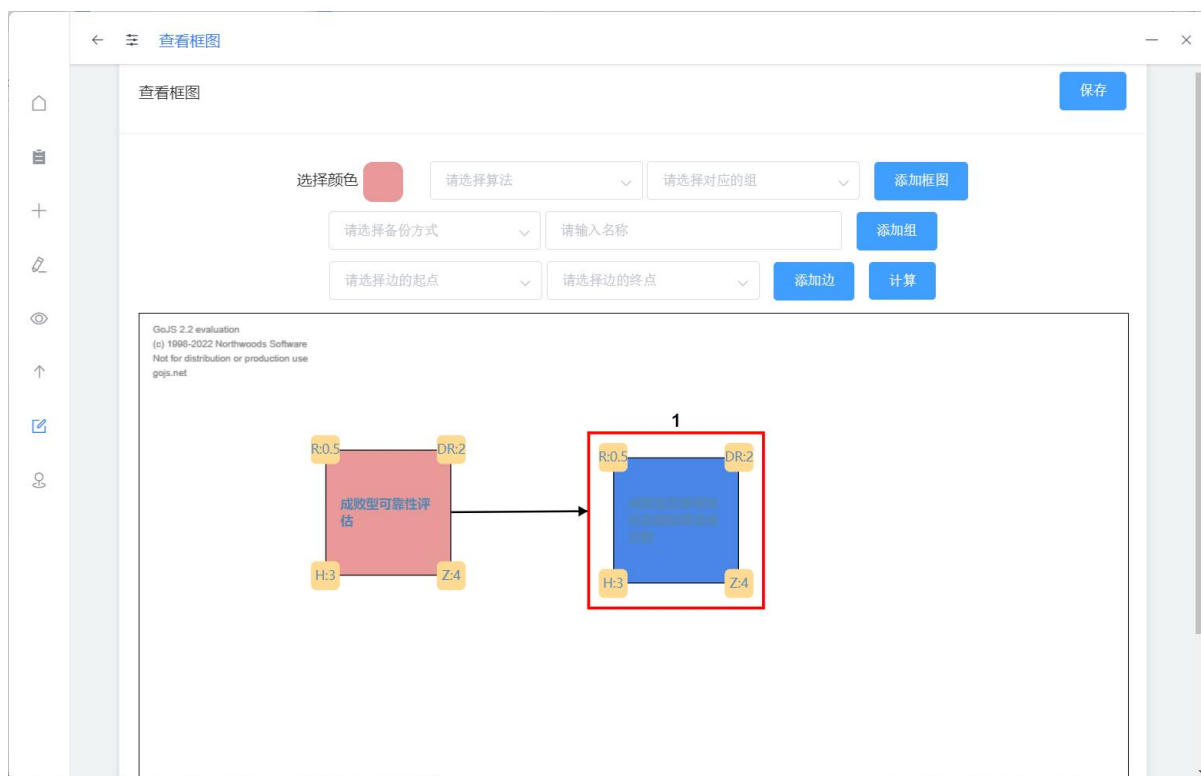 查看框图
查看框图
保存
选择颜色
请选择算法
请选择对应的组
添加框图
请选择备份方式
请输入名称
添加组
请选择边的起点
请选择边的终点
添加边
计算
GoJS 2.2 evaluation
(c) 1998-2022 Northwoods Software
Not for distribution or production use
gojs.net
1
R:0.5
DR:2
R:0.5
DR:2
成败型可靠性评
估
H:3
Z:4
H:3
Z:4